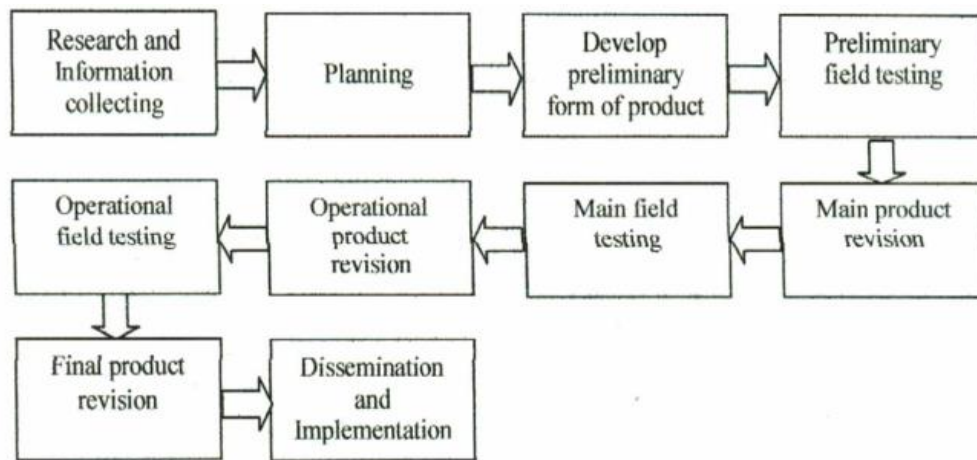 Research and
Information
collecting
Planning
Develop
preliminary
form of product
Preliminary
field testing
Main product
revision
Main field
testing
Operational
product
revision
Operational
field testing
Final product
revision
Dissemination
and
Implementation